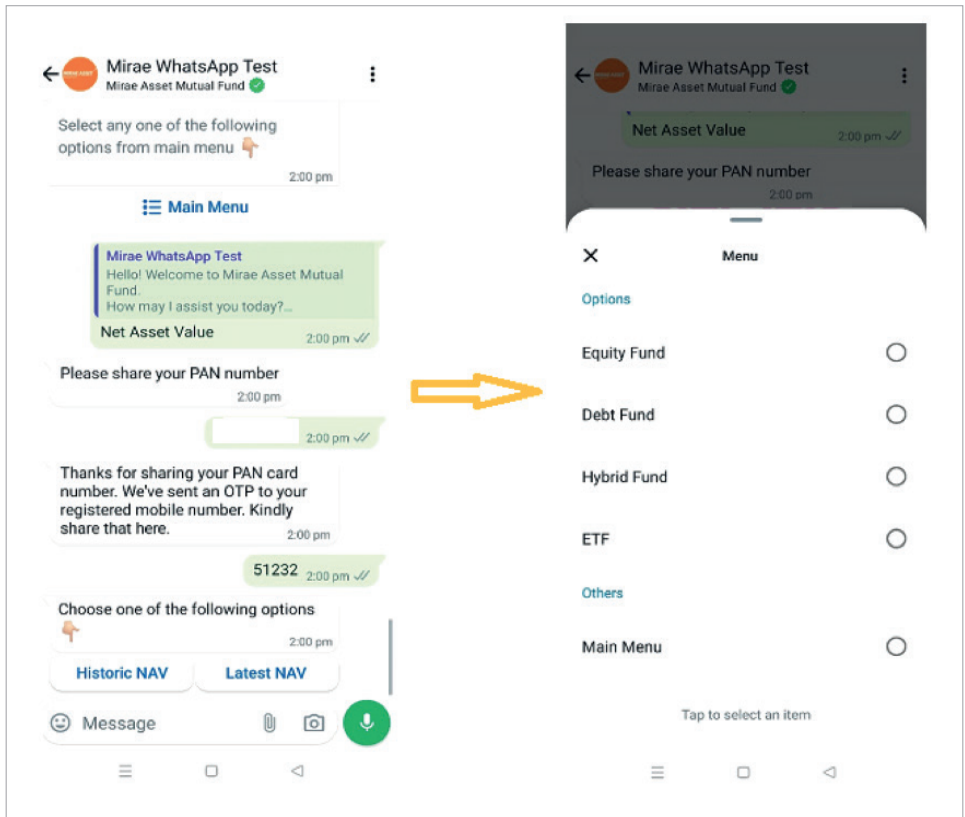 Mirae WhatsApp Test
Mirae Asset Mutual Fund
Select any one of the following
options from main menu 👇🏻
2:00 pm
Main Menu
Mirae WhatsApp Test
Hello! Welcome to Mirae Asset Mutual
Fund.
How may I assist you today?...
Net Asset Value
2:00 pm
Please share your PAN number
2:00 pm
2:00 pm
Thanks for sharing your PAN card
number. We've sent an OTP to your
registered mobile number. Kindly
share that here.
2:00 pm
51232 2:00 pm
Choose one of the following options
👇🏻
2:00 pm
Historic NAV Latest NAV
Message
Mirae WhatsApp Test
Mirae Asset Mutual Fund
Net Asset Value
2:00 pm
Please share your PAN number
2:00 pm
Menu
Options
Equity Fund
Debt Fund
Hybrid Fund
ETF
Others
Main Menu
Tap to select an item